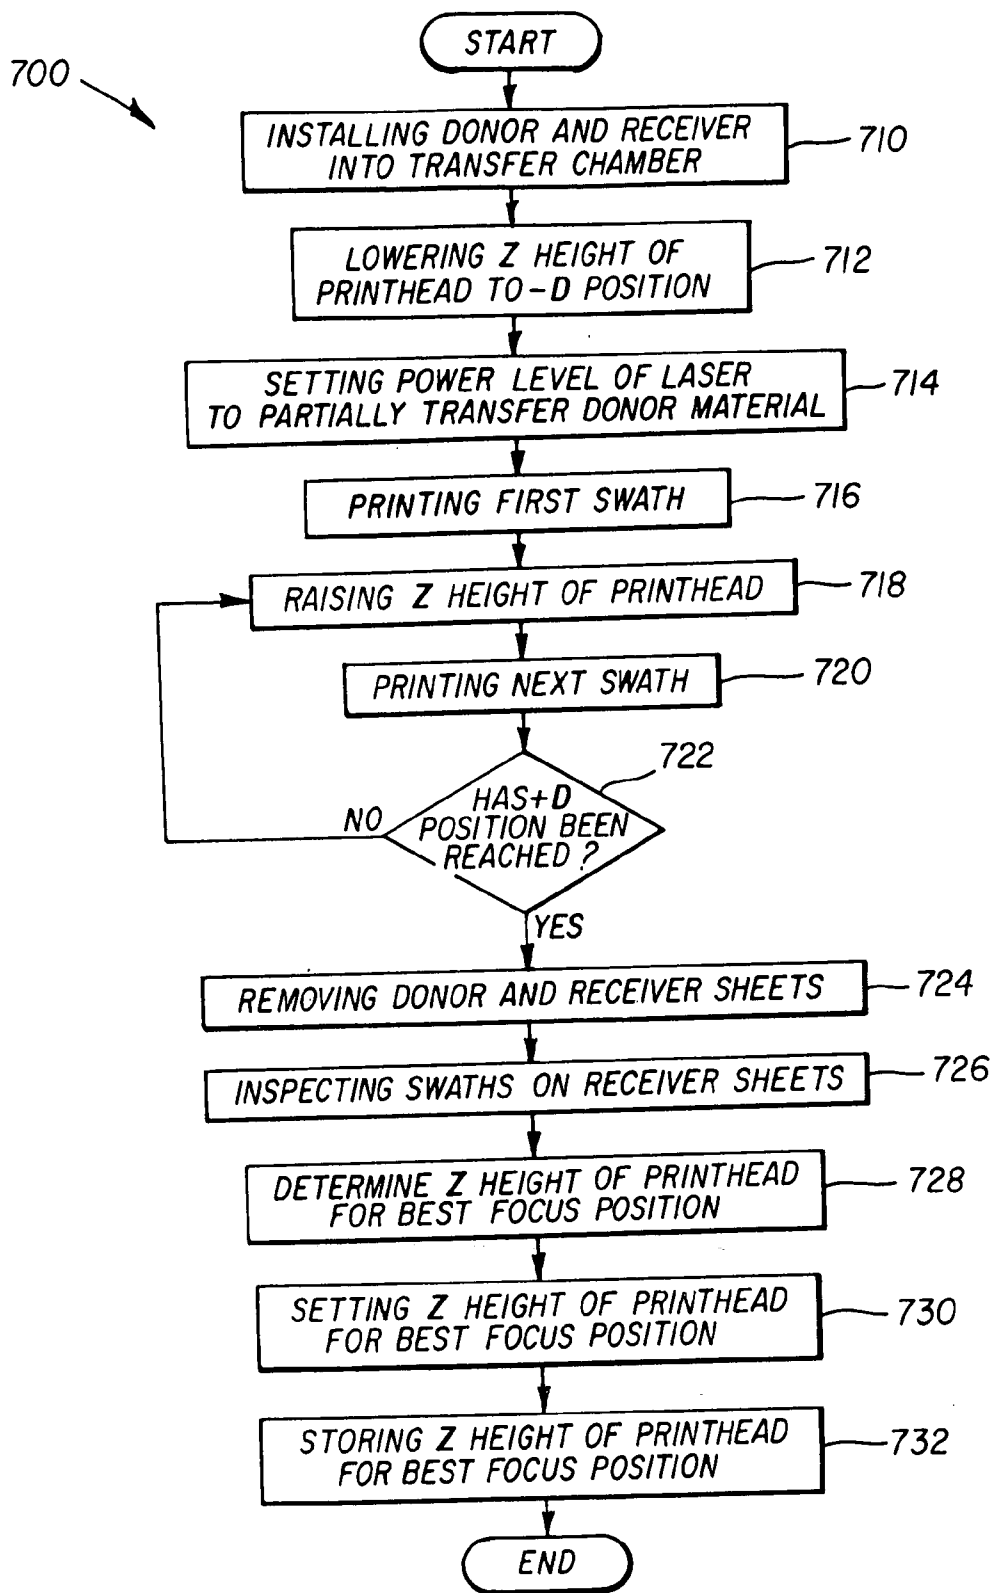 START
700
INSTALLING DONOR AND RECEIVER
INTO TRANSFER CHAMBER
710
LOWERING Z HEIGHT OF
PRINTHEAD TO -D POSITION
712
SETTING POWER LEVEL OF LASER
TO PARTIALLY TRANSFER DONOR MATERIAL
714
PRINTING FIRST SWATH
716
RAISING Z HEIGHT OF PRINTHEAD
718
PRINTING NEXT SWATH
720
722
HAS +D
POSITION BEEN
REACHED ?
NO
YES
REMOVING DONOR AND RECEIVER SHEETS
724
INSPECTING SWATHS ON RECEIVER SHEETS
726
DETERMINE Z HEIGHT OF PRINTHEAD
FOR BEST FOCUS POSITION
728
SETTING Z HEIGHT OF PRINTHEAD
FOR BEST FOCUS POSITION
730
STORING Z HEIGHT OF PRINTHEAD
FOR BEST FOCUS POSITION
732
END